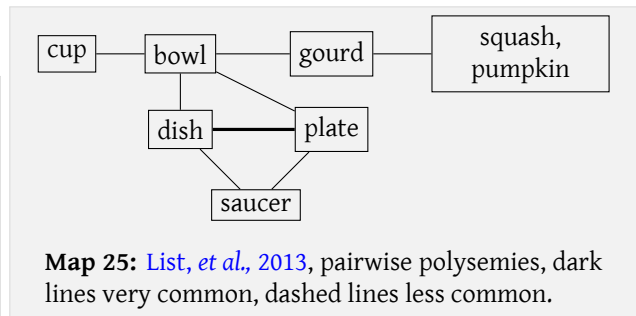 cup
bowl
gourd
squash,
pumpkin
dish
plate
saucer
Map 25: List, et al., 2013, pairwise polysemies, dark
lines very common, dashed lines less common.